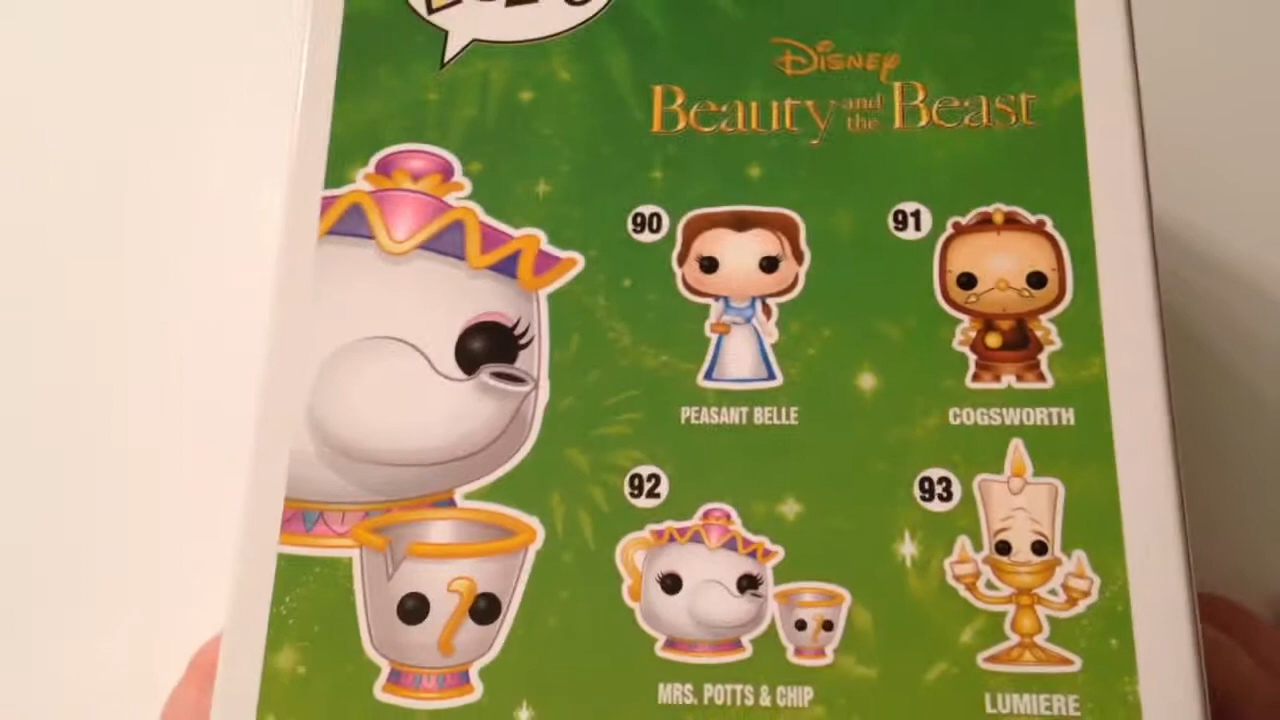 Disney
Beauty and the Beast
90
91
PEASANT BELLE
COGSWORTH
92
93
MRS. POTTS & CHIP
LUMIERE